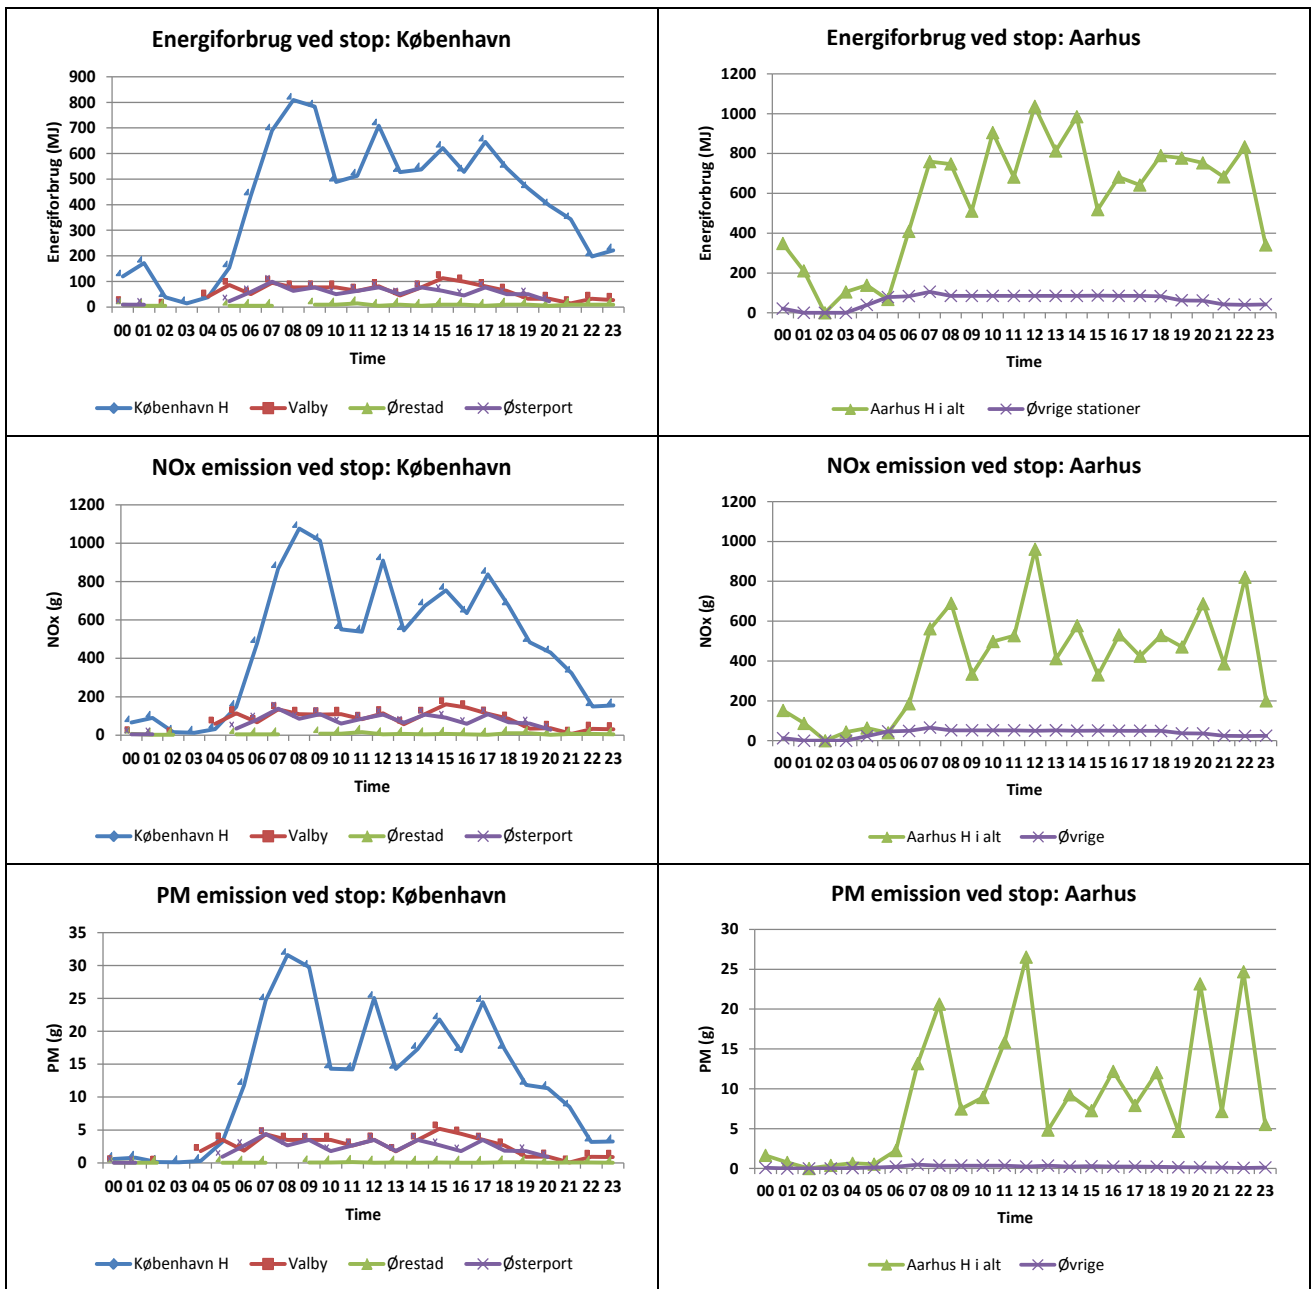 Energiforbrug ved stop: København
900
800
700
600
500
400
300
200
100
0
Energiforbrug (MJ)
00 01 02 03 04 05 06 07 08 09 10 11 12 13 14 15 16 17 18 19 20 21 22 23
Time
København H Valby Ørestad Østerport
Energiforbrug ved stop: Aarhus
1200
1000
800
600
400
200
0
Energiforbrug (MJ)
00 01 02 03 04 05 06 07 08 09 10 11 12 13 14 15 16 17 18 19 20 21 22 23
Time
Aarhus H i alt Øvrige stationer
NOx emission ved stop: København
1200
1000
800
600
400
200
0
NOx (g)
00 01 02 03 04 05 06 07 08 09 10 11 12 13 14 15 16 17 18 19 20 21 22 23
Time
København H Valby Ørestad Østerport
NOx emission ved stop: Aarhus
1200
1000
800
600
400
200
0
NOx (g)
00 01 02 03 04 05 06 07 08 09 10 11 12 13 14 15 16 17 18 19 20 21 22 23
Time
Aarhus H i alt Øvrige
PM emission ved stop: København
35
30
25
20
15
10
5
0
PM (g)
00 01 02 03 04 05 06 07 08 09 10 11 12 13 14 15 16 17 18 19 20 21 22 23
Time
København H Valby Ørestad Østerport
PM emission ved stop: Aarhus
30
25
20
15
10
5
0
PM (g)
00 01 02 03 04 05 06 07 08 09 10 11 12 13 14 15 16 17 18 19 20 21 22 23
Time
Aarhus H i alt Øvrige